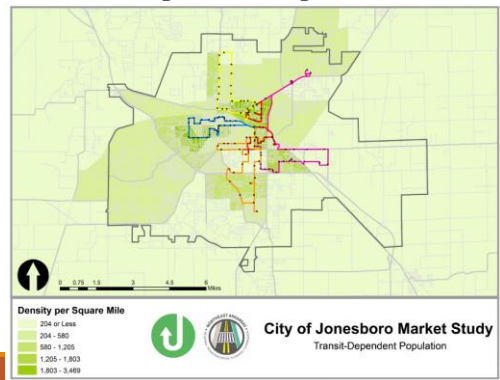 0 0.75 1.5 3 4.5 6
Miles
Density per Square Mile
204 or Less
204 - 580
580 - 1,205
1,205 - 1,803
1,803 - 3,469
City of Jonesboro Market Study
Transit-Dependent Population